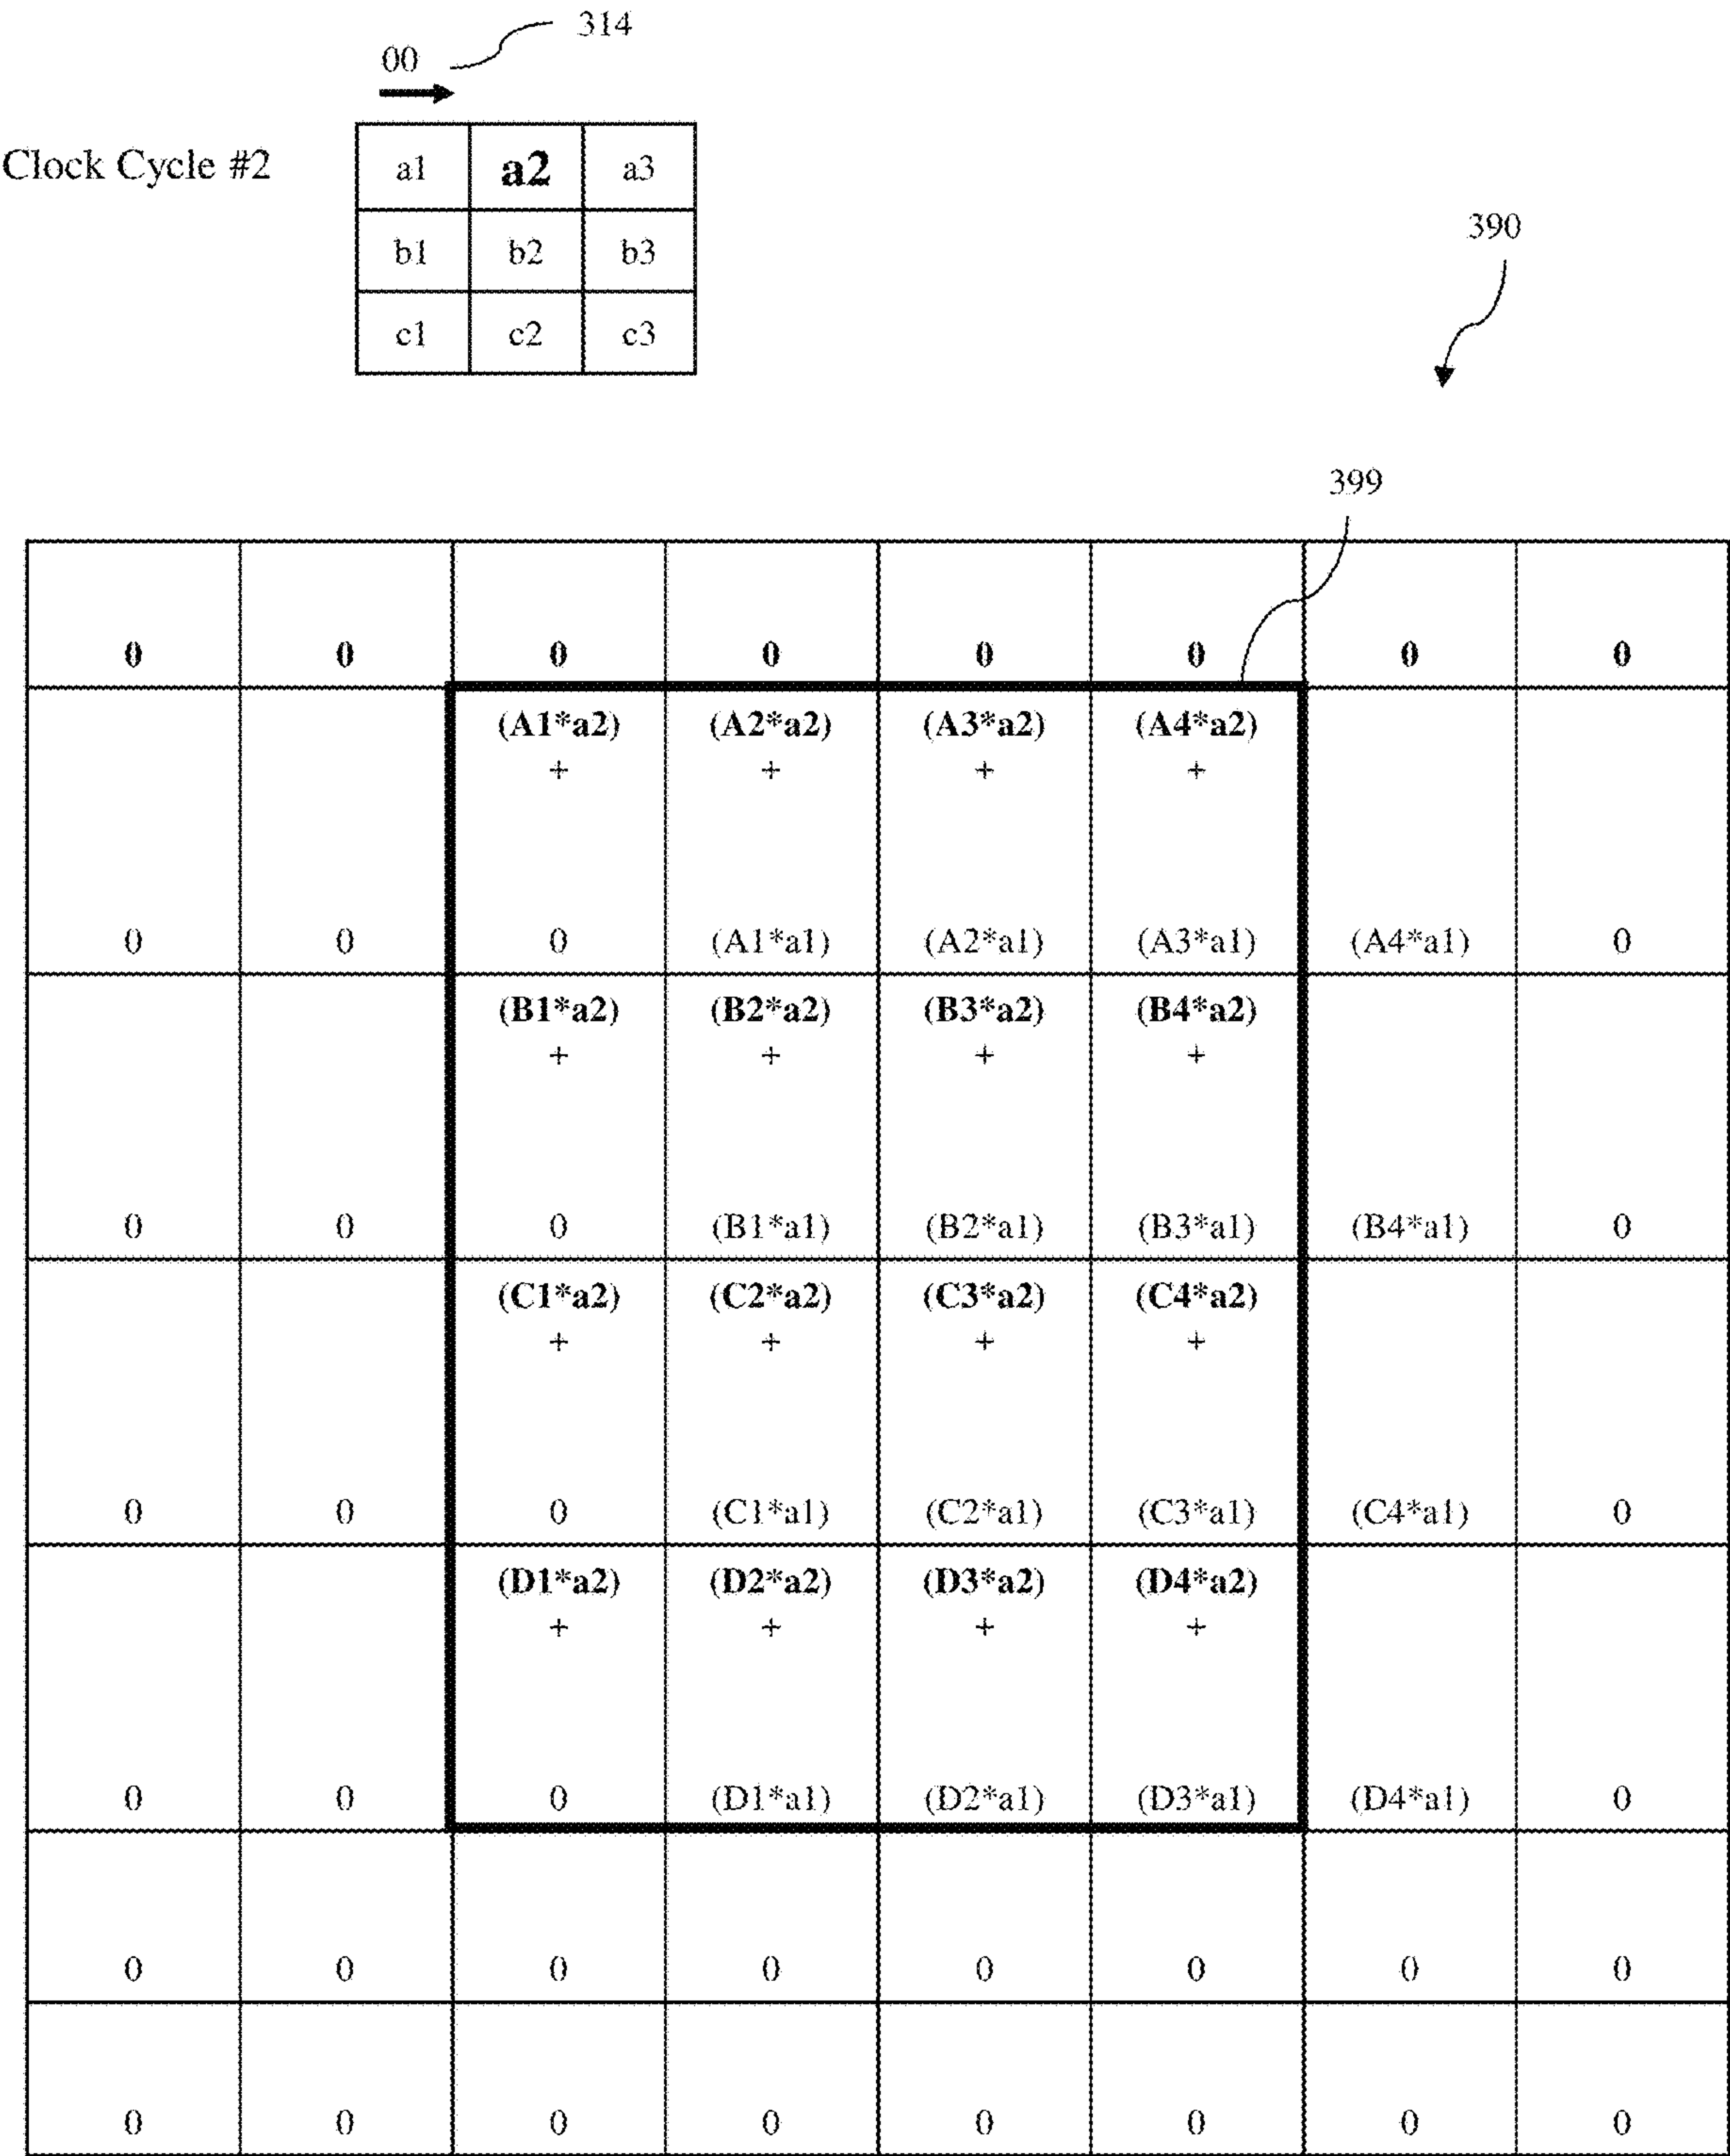 314
00
Clock Cycle #2
a1 a2 a3
b1 b2 b3
c1 c2 c3
390
399
0 0 0 0 0 0 0 0
(A1*a2) (A2*a2) (A3*a2) (A4*a2)
+ + + +
0 0 0 (A1*a1) (A2*a1) (A3*a1) (A4*a1) 0
(B1*a2) (B2*a2) (B3*a2) (B4*a2)
+ + + +
0 0 0 (B1*a1) (B2*a1) (B3*a1) (B4*a1) 0
(C1*a2) (C2*a2) (C3*a2) (C4*a2)
+ + + +
0 0 0 (C1*a1) (C2*a1) (C3*a1) (C4*a1) 0
(D1*a2) (D2*a2) (D3*a2) (D4*a2)
+ + + +
0 0 0 (D1*a1) (D2*a1) (D3*a1) (D4*a1) 0
0 0 0 0 0 0 0 0
0 0 0 0 0 0 0 0